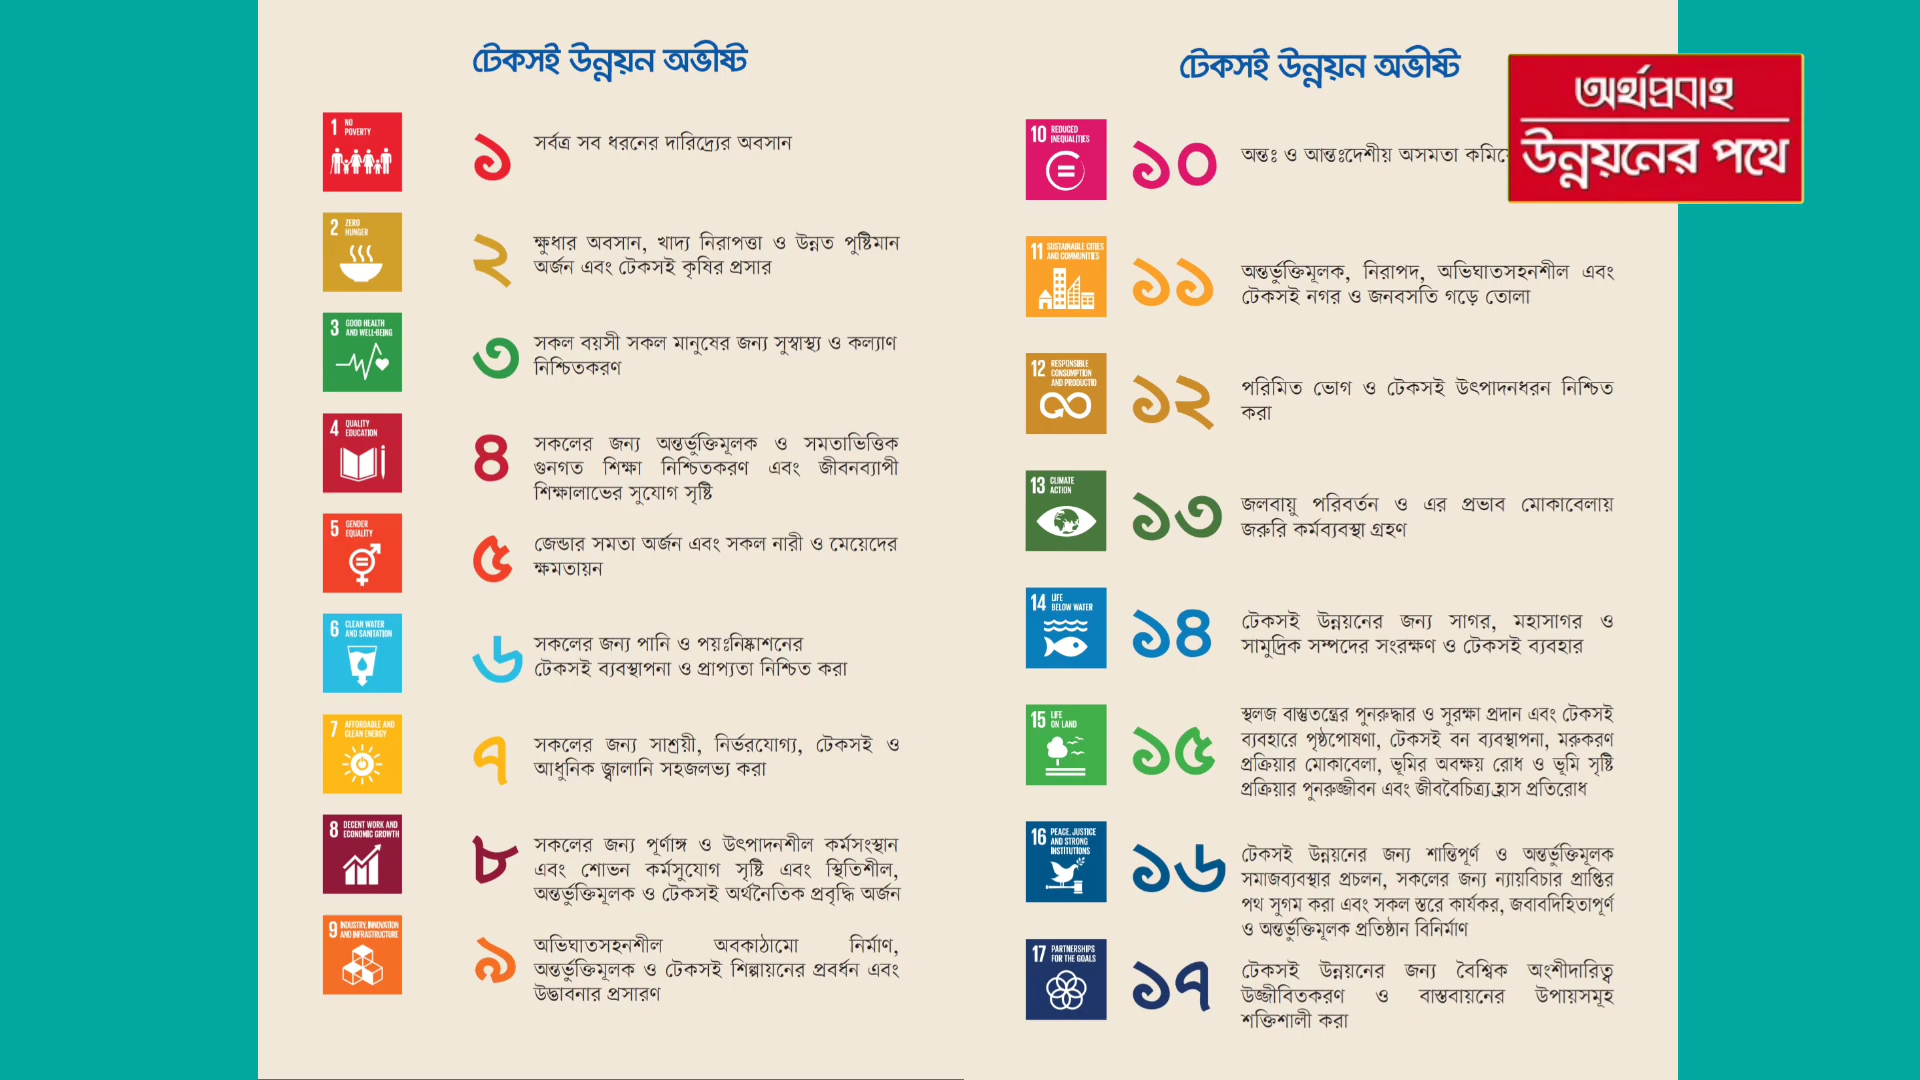 টেকসই উন্নয়ন অভীষ্ট
1 NO
POVERTY
১
সর্বত্র সব ধরনের দারিদ্র্যের অবসান
2 ZERO
HUNGER
২
ক্ষুধার অবসান, খাদ্য নিরাপত্তা ও উন্নত পুষ্টিমান
অর্জন এবং টেকসই কৃষির প্রসার
3 GOOD HEALTH
AND WELL-BEING
৩
সকল বয়সী সকল মানুষের জন্য সুস্বাস্থ্য ও কল্যাণ
নিশ্চিতকরণ
4 QUALITY
EDUCATION
৪
সকলের জন্য অন্তর্ভুক্তিমূলক ও সমতাভিত্তিক
গুনগত শিক্ষা নিশ্চিতকরণ এবং জীবনব্যাপী
শিক্ষালাভের সুযোগ সৃষ্টি
5 GENDER
EQUALITY
৫
জেন্ডার সমতা অর্জন এবং সকল নারী ও মেয়েদের
ক্ষমতায়ন
6 CLEAN WATER
AND SANITATION
৬
সকলের জন্য পানি ও পয়ঃনিষ্কাশনের
টেকসই ব্যবস্থাপনা ও প্রাপ্যতা নিশ্চিত করা
7 AFFORDABLE AND
CLEAN ENERGY
৭
সকলের জন্য সাশ্রয়ী, নির্ভরযোগ্য, টেকসই ও
আধুনিক জ্বালানি সহজলভ্য করা
8 DECENT WORK AND
ECONOMIC GROWTH
৮
সকলের জন্য পূর্ণাঙ্গ ও উৎপাদনশীল কর্মসংস্থান
এবং শোভন কর্মসুযোগ সৃষ্টি এবং স্থিতিশীল,
অন্তর্ভুক্তিমূলক ও টেকসই অর্থনৈতিক প্রবৃদ্ধি অর্জন
9 INDUSTRY, INNOVATION
AND INFRASTRUCTURE
৯
অভিঘাতসহনশীল অবকাঠামো নির্মাণ,
অন্তর্ভুক্তিমূলক ও টেকসই শিল্পায়নের প্রবর্ধন এবং
উদ্ভাবনার প্রসারণ
টেকসই উন্নয়ন অভীষ্ট
অর্থপ্রবাহ
উন্নয়নের পথে
10 REDUCED
INEQUALITIES
১০
অন্তঃ ও আন্তঃদেশীয় অসমতা
11 SUSTAINABLE CITIES
AND COMMUNITIES
১১
অন্তর্ভুক্তিমূলক, নিরাপদ, অভিঘাতসহনশীল এবং
টেকসই নগর ও জনবসতি গড়ে তোলা
12 RESPONSIBLE
CONSUMPTION
AND PRODUCTIO
১২
পরিমিত ভোগ ও টেকসই উৎপাদনধরন নিশ্চিত
করা
13 CLIMATE
ACTION
১৩
জলবায়ু পরিবর্তন ও এর প্রভাব মোকাবেলায়
জরুরি কর্মব্যবস্থা গ্রহণ
14 LIFE
BELOW WATER
১৪
টেকসই উন্নয়নের জন্য সাগর, মহাসাগর ও
সামুদ্রিক সম্পদের সংরক্ষণ ও টেকসই ব্যবহার
15 LIFE
ON LAND
১৫
স্থলজ বাস্তুতন্ত্রের পুনরুদ্ধার ও সুরক্ষা প্রদান এবং টেকসই
ব্যবহারে পৃষ্ঠপোষণা, টেকসই বন ব্যবস্থাপনা, মরুকরণ
প্রক্রিয়ার মোকাবেলা, ভূমির অবক্ষয় রোধ ও ভূমি সৃষ্টি
প্রক্রিয়ার পুনরুজ্জীবন এবং জীববৈচিত্র্য হ্রাস প্রতিরোধ
16 PEACE, JUSTICE
AND STRONG
INSTITUTIONS
১৬
টেকসই উন্নয়নের জন্য শান্তিপূর্ণ ও অন্তর্ভুক্তিমূলক
সমাজব্যবস্থার প্রচলন, সকলের জন্য ন্যায়বিচার প্রাপ্তির
পথ সুগম করা এবং সকল স্তরে কার্যকর, জবাবদিহিতাপূর্ণ
ও অন্তর্ভুক্তিমূলক প্রতিষ্ঠান বিনির্মাণ
17 PARTNERSHIPS
FOR THE GOALS
১৭
টেকসই উন্নয়নের জন্য বৈশ্বিক অংশীদারিত্ব
উজ্জীবিতকরণ ও বাস্তবায়নের উপায়সমূহ
শক্তিশালী করা